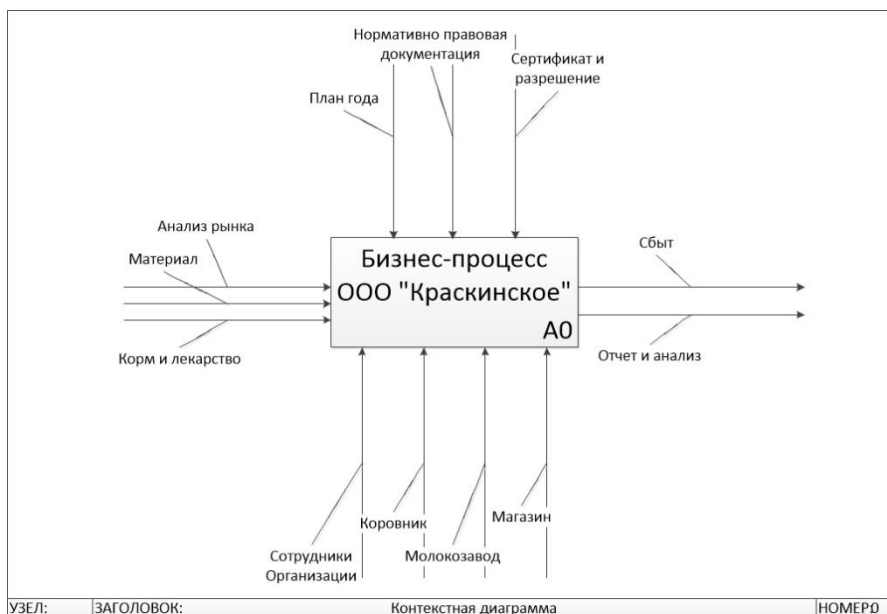 Нормативно правовая
документация
Сертификат и
разрешение
План года
Анализ рынка
Материал
Корм и лекарство
Бизнес-процесс
ООО "Краскинское"
A0
Сбыт
Отчет и анализ
Сотрудники
Организации
Коровник
Молокозавод
Магазин
УЗЕЛ: ЗАГОЛОВОК: Контекстная диаграмма НОМЕР: